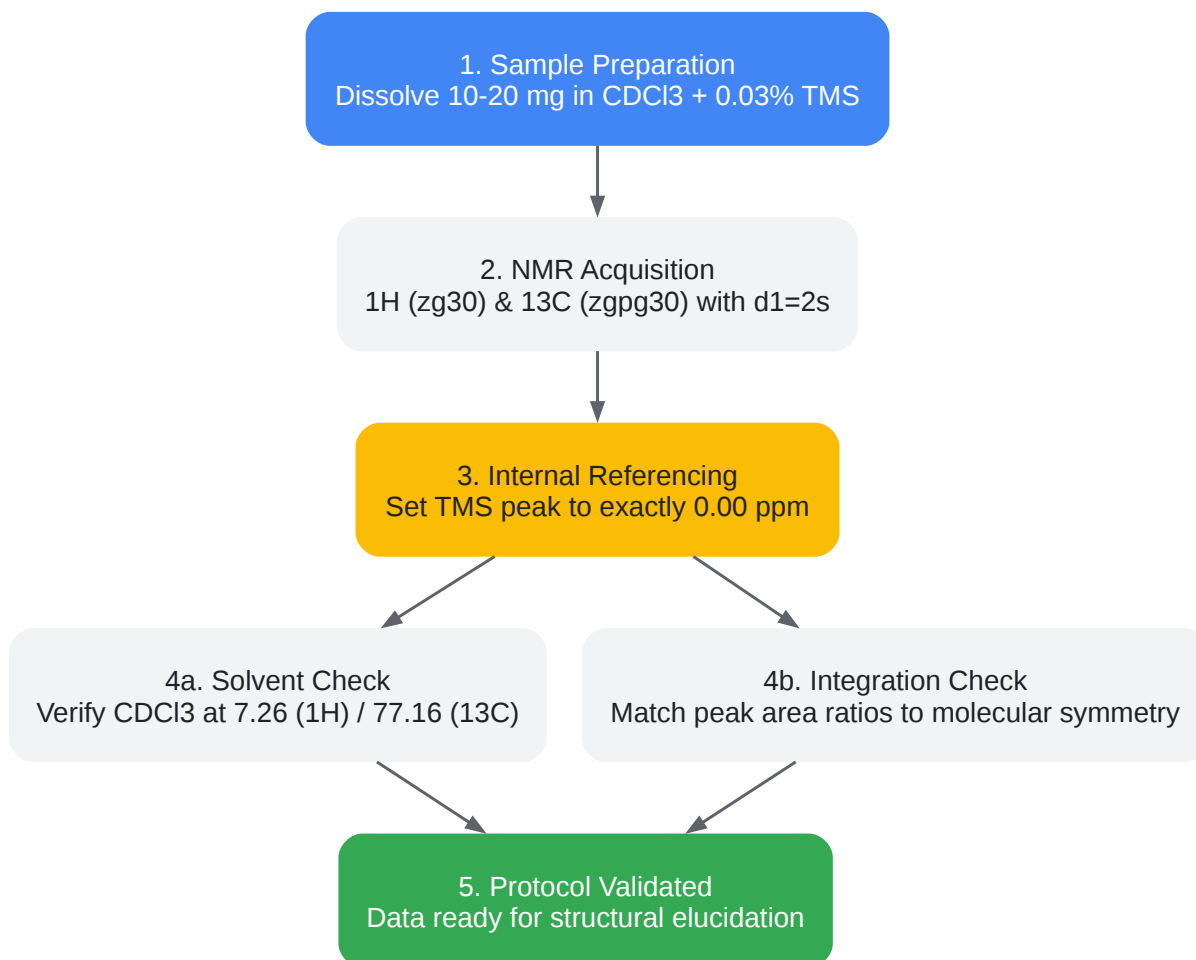 1. Sample Preparation
Dissolve 10-20 mg in CDCl3 + 0.03% TMS
2. NMR Acquisition
1H (zg30) & 13C (zgpg30) with d1=2s
3. Internal Referencing
Set TMS peak to exactly 0.00 ppm
4a. Solvent Check
Verify CDCl3 at 7.26 (1H) / 77.16 (13C)
4b. Integration Check
Match peak area ratios to molecular symmetry
5. Protocol Validated
Data ready for structural elucidation